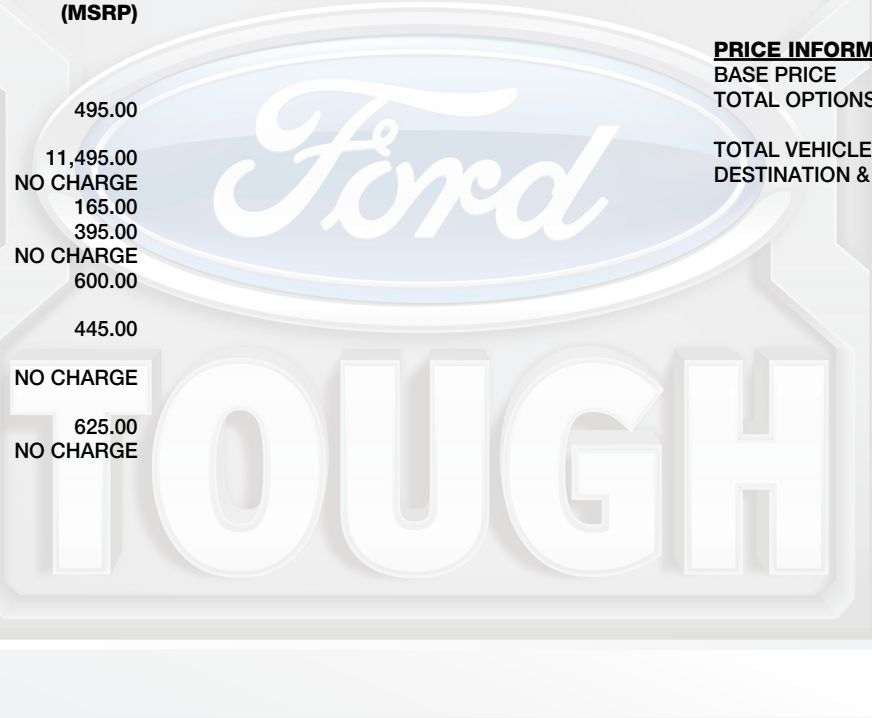 (MSRP)
495.00
11,495.00
NO CHARGE
165.00
395.00
NO CHARGE
600.00
445.00
NO CHARGE
625.00
NO CHARGE
PRICE INFORM
BASE PRICE
TOTAL OPTIONS
TOTAL VEHICLE
DESTINATION &
Ford
TOUGH